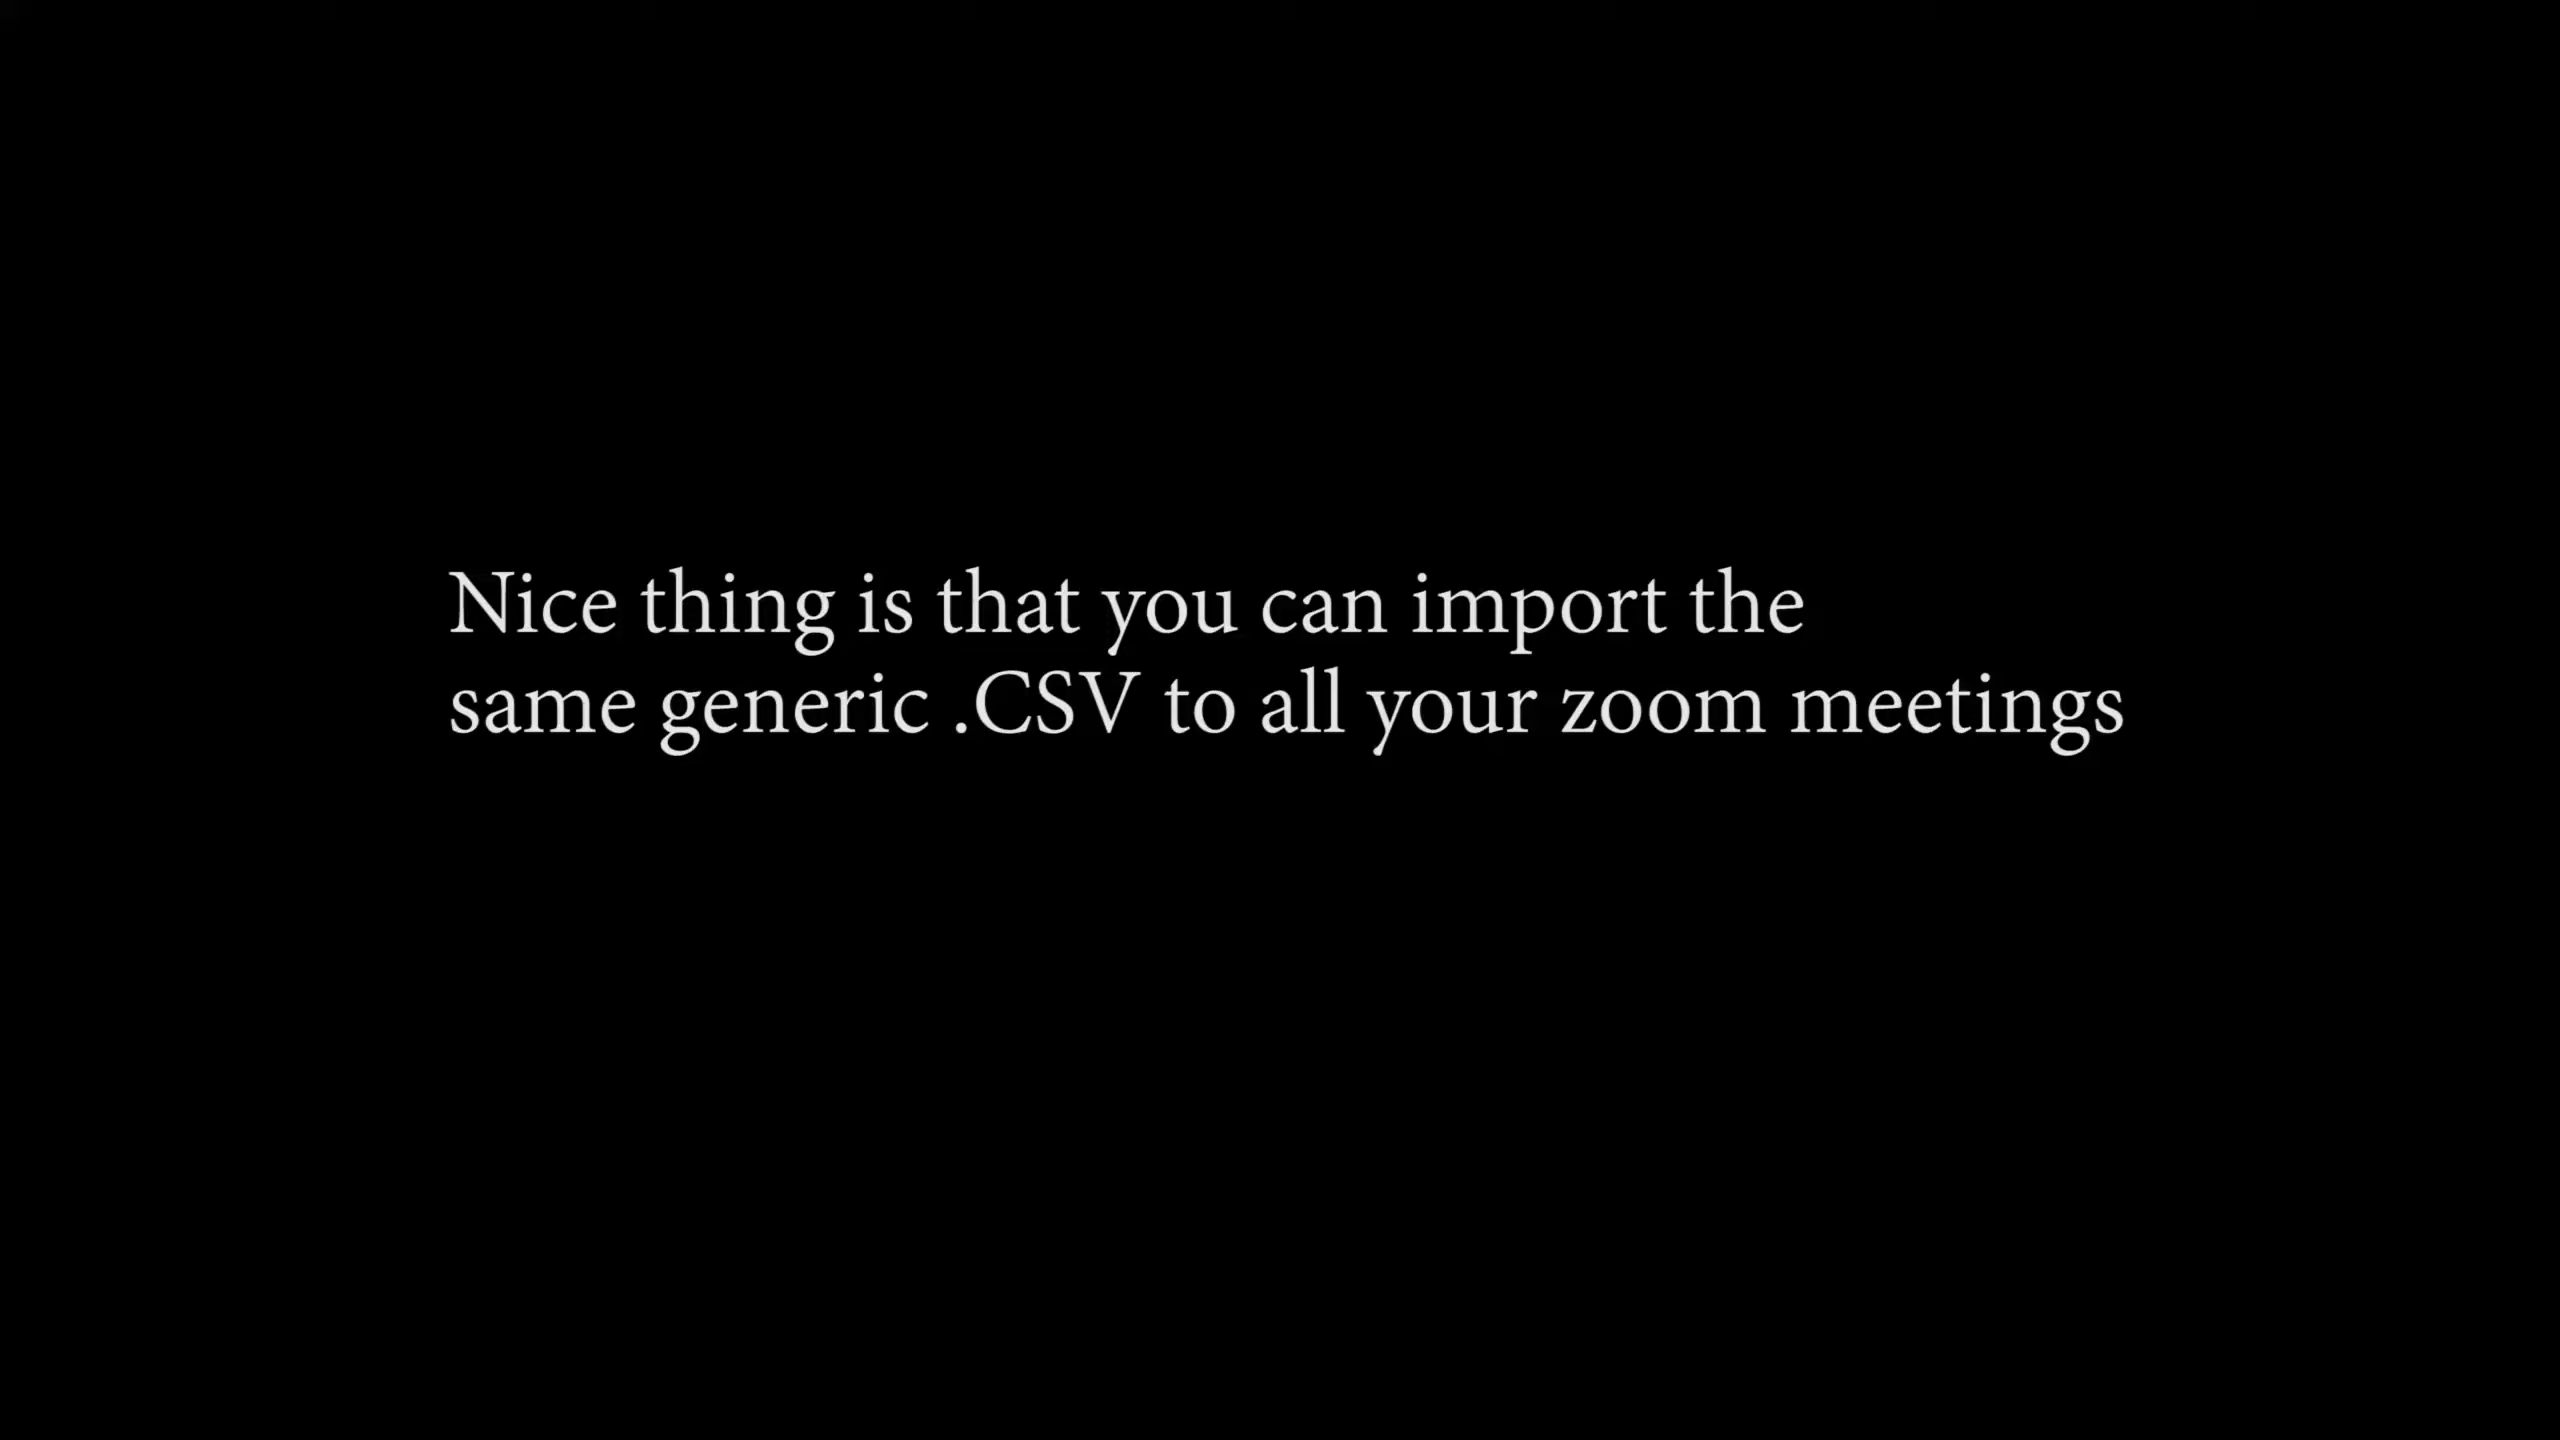 Nice thing is that you can import the
same generic .CSV to all your zoom meetings